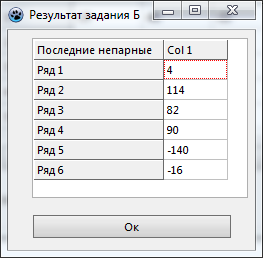 Результат задания Б
Последние непарные Col 1
Ряд 1 4
Ряд 2 114
Ряд 3 82
Ряд 4 90
Ряд 5 -140
Ряд 6 -16
Ок